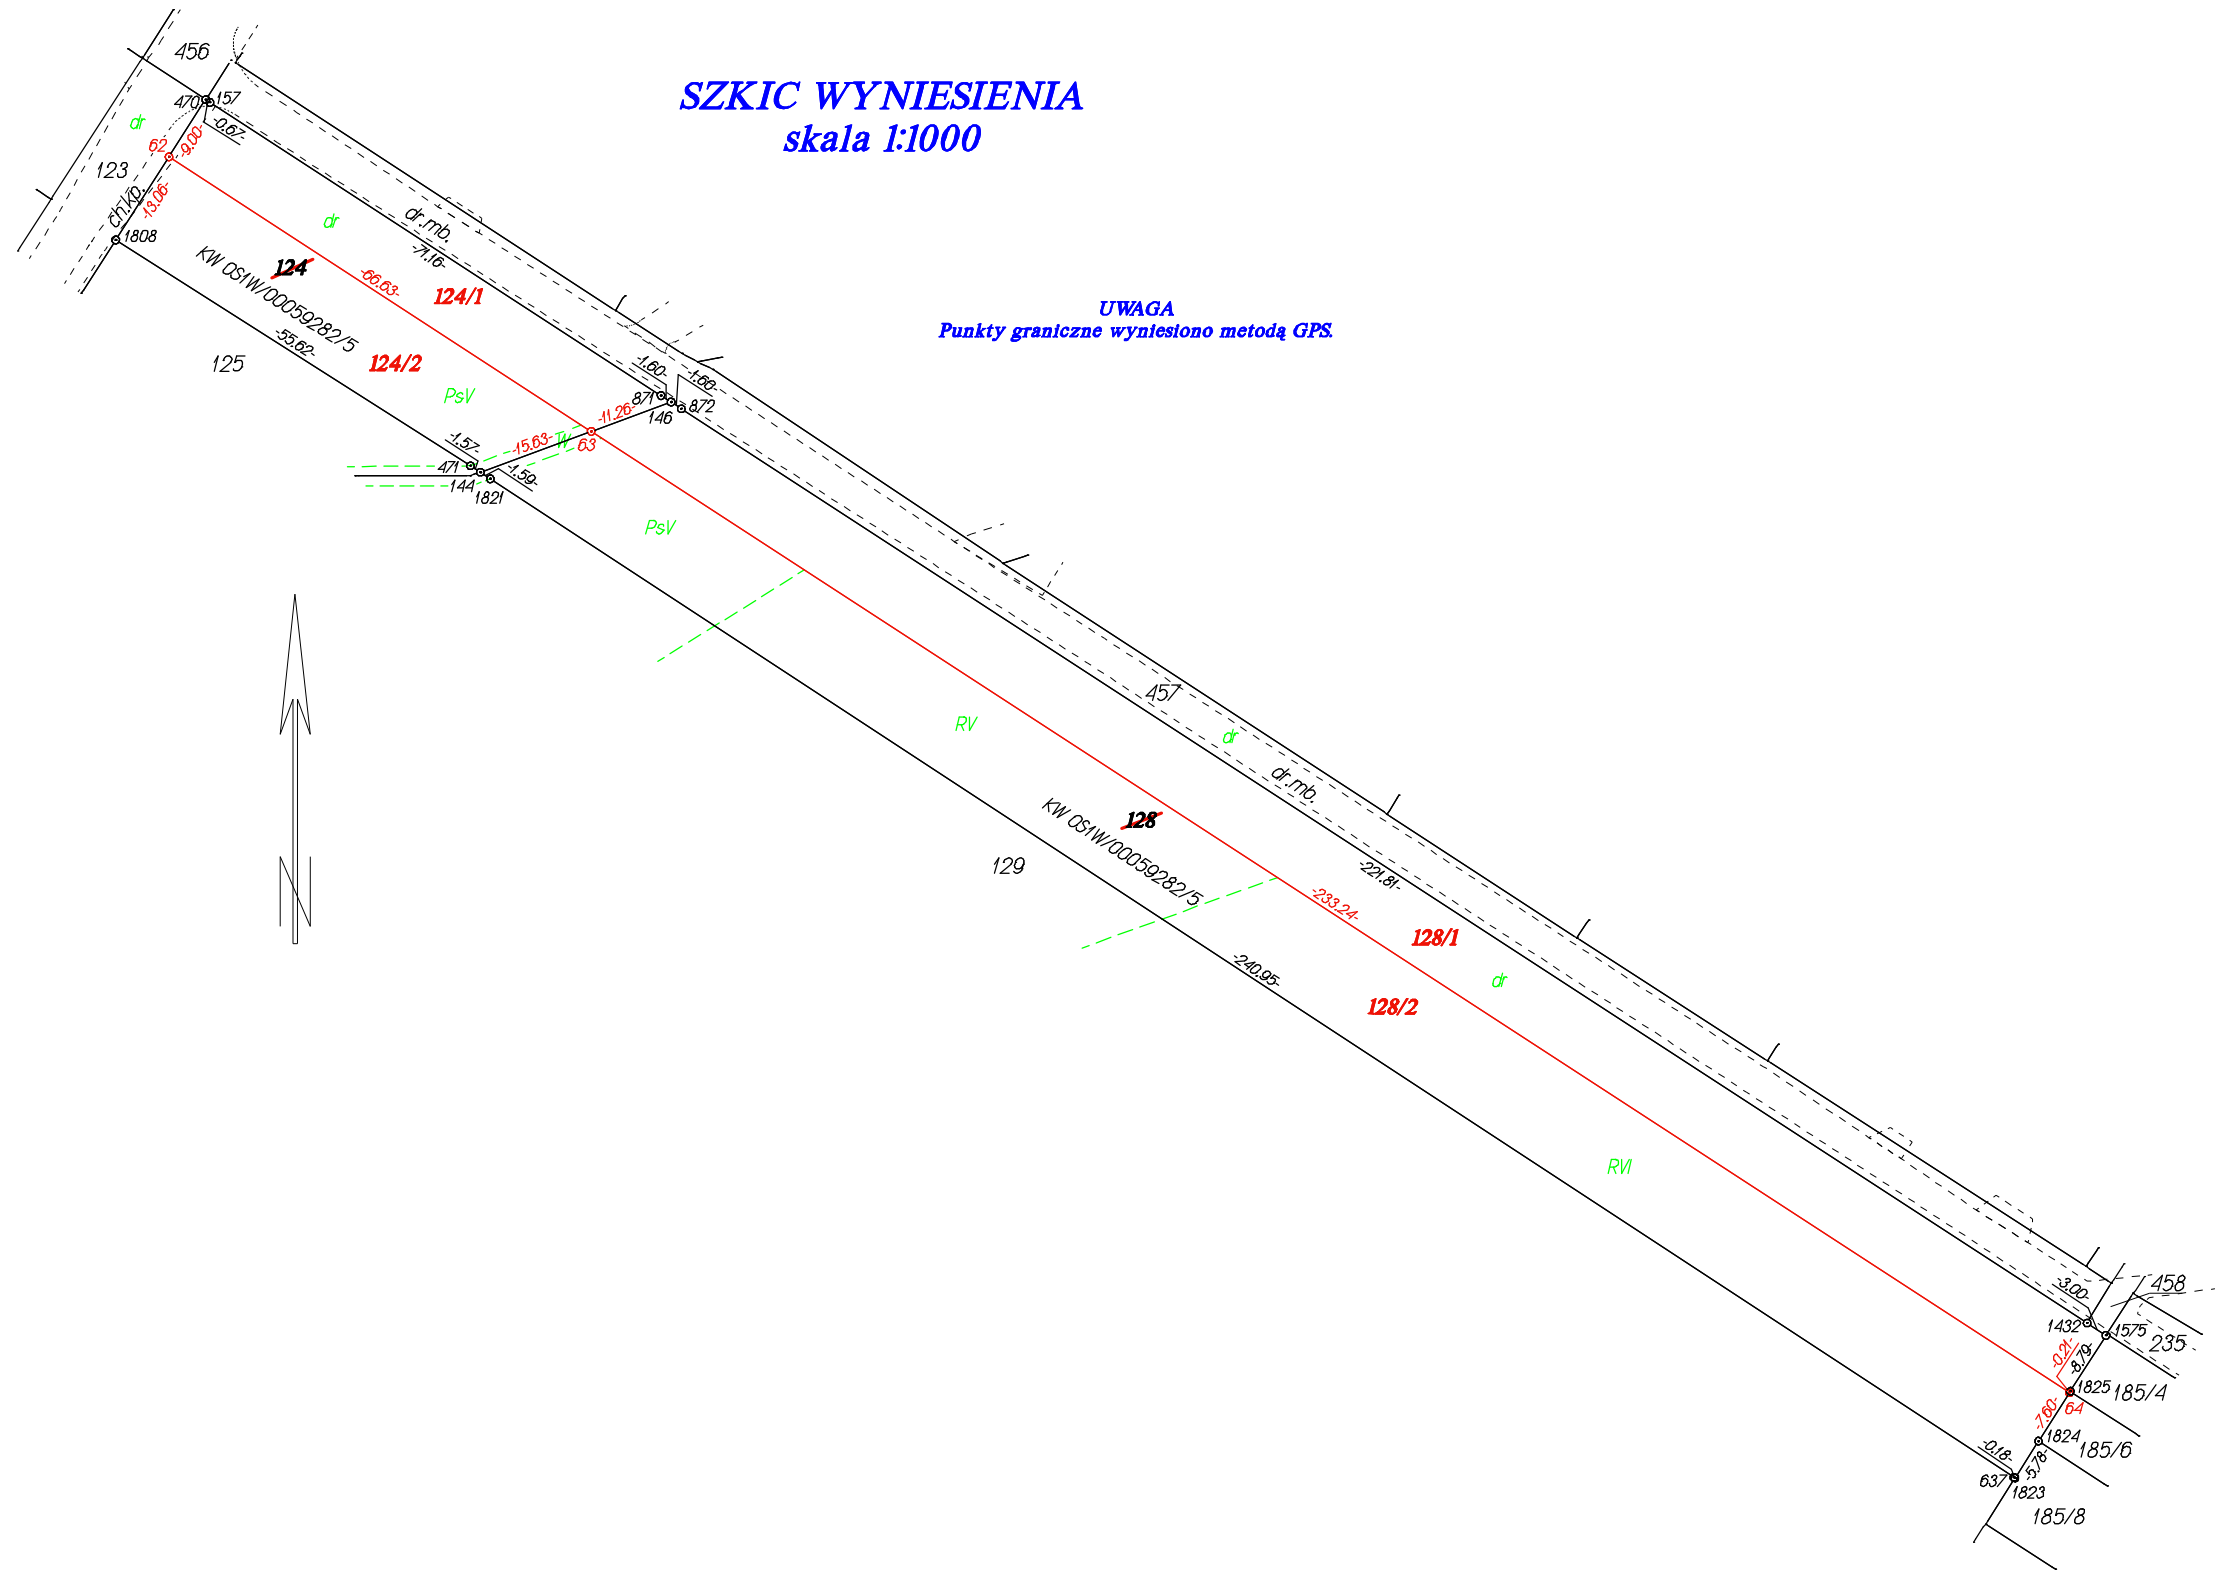 SZKIC WYNIESIENIA
skala 1:1000
456
470
157
dr
-0.67-
62
-9.00-
123
-13.06-
ch.kp.
1808
dr
dr.mb.
-71.16-
KW OS1W/00059282/5
124
-66.63-
124/1
UWAGA
Punkty graniczne wyniesiono metodą GPS.
-55.62-
125
124/2
PsV
-1.60-
-1.60-
871
872
146
-11.26-
-15.63-
W
63
-1.57-
471
-1.59-
144
1821
PsV
457
RV
dr
dr.mb.
KW OS1W/00059282/5
128
129
-221.81-
-233.24-
128/1
-240.95-
dr
128/2
RVI
-3.00-
458
1432
1575
235
-0.21-
-8.79-
1825
185/4
64
-7.60-
1824
185/6
-0.18-
-5.78-
637
1823
185/8
N